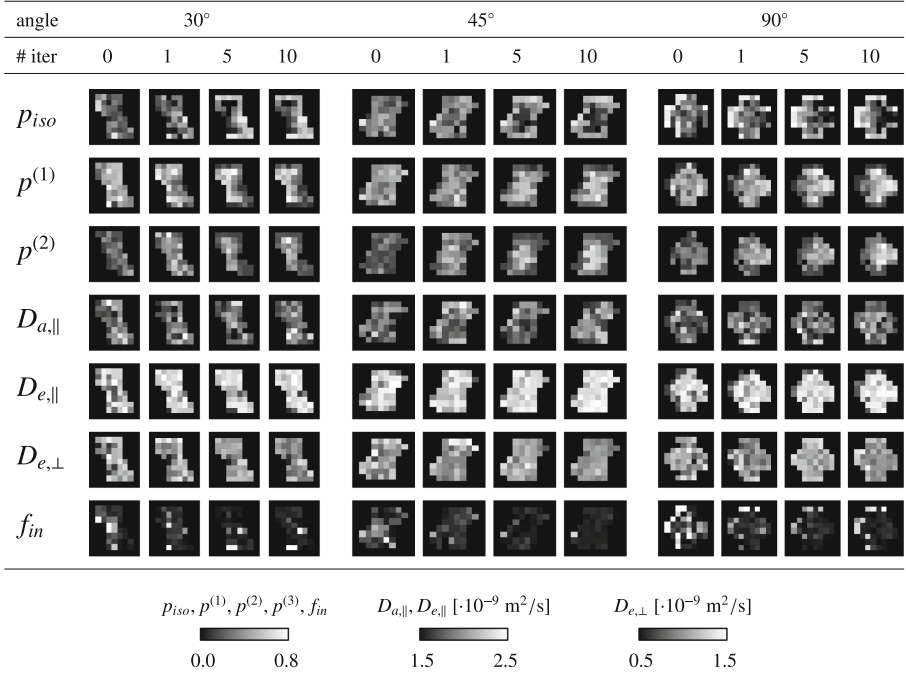 angle 30° 45° 90°
# iter 0 1 5 10 0 1 5 10 0 1 5 10
p_iso
p^(1)
p^(2)
D_a,∥
D_e,∥
D_e,⊥
f_in
p_iso, p^(1), p^(2), p^(3), f_in D_a,∥, D_e,∥ [·10⁻⁹ m²/s] D_e,⊥ [·10⁻⁹ m²/s]
0.0 0.8 1.5 2.5 0.5 1.5